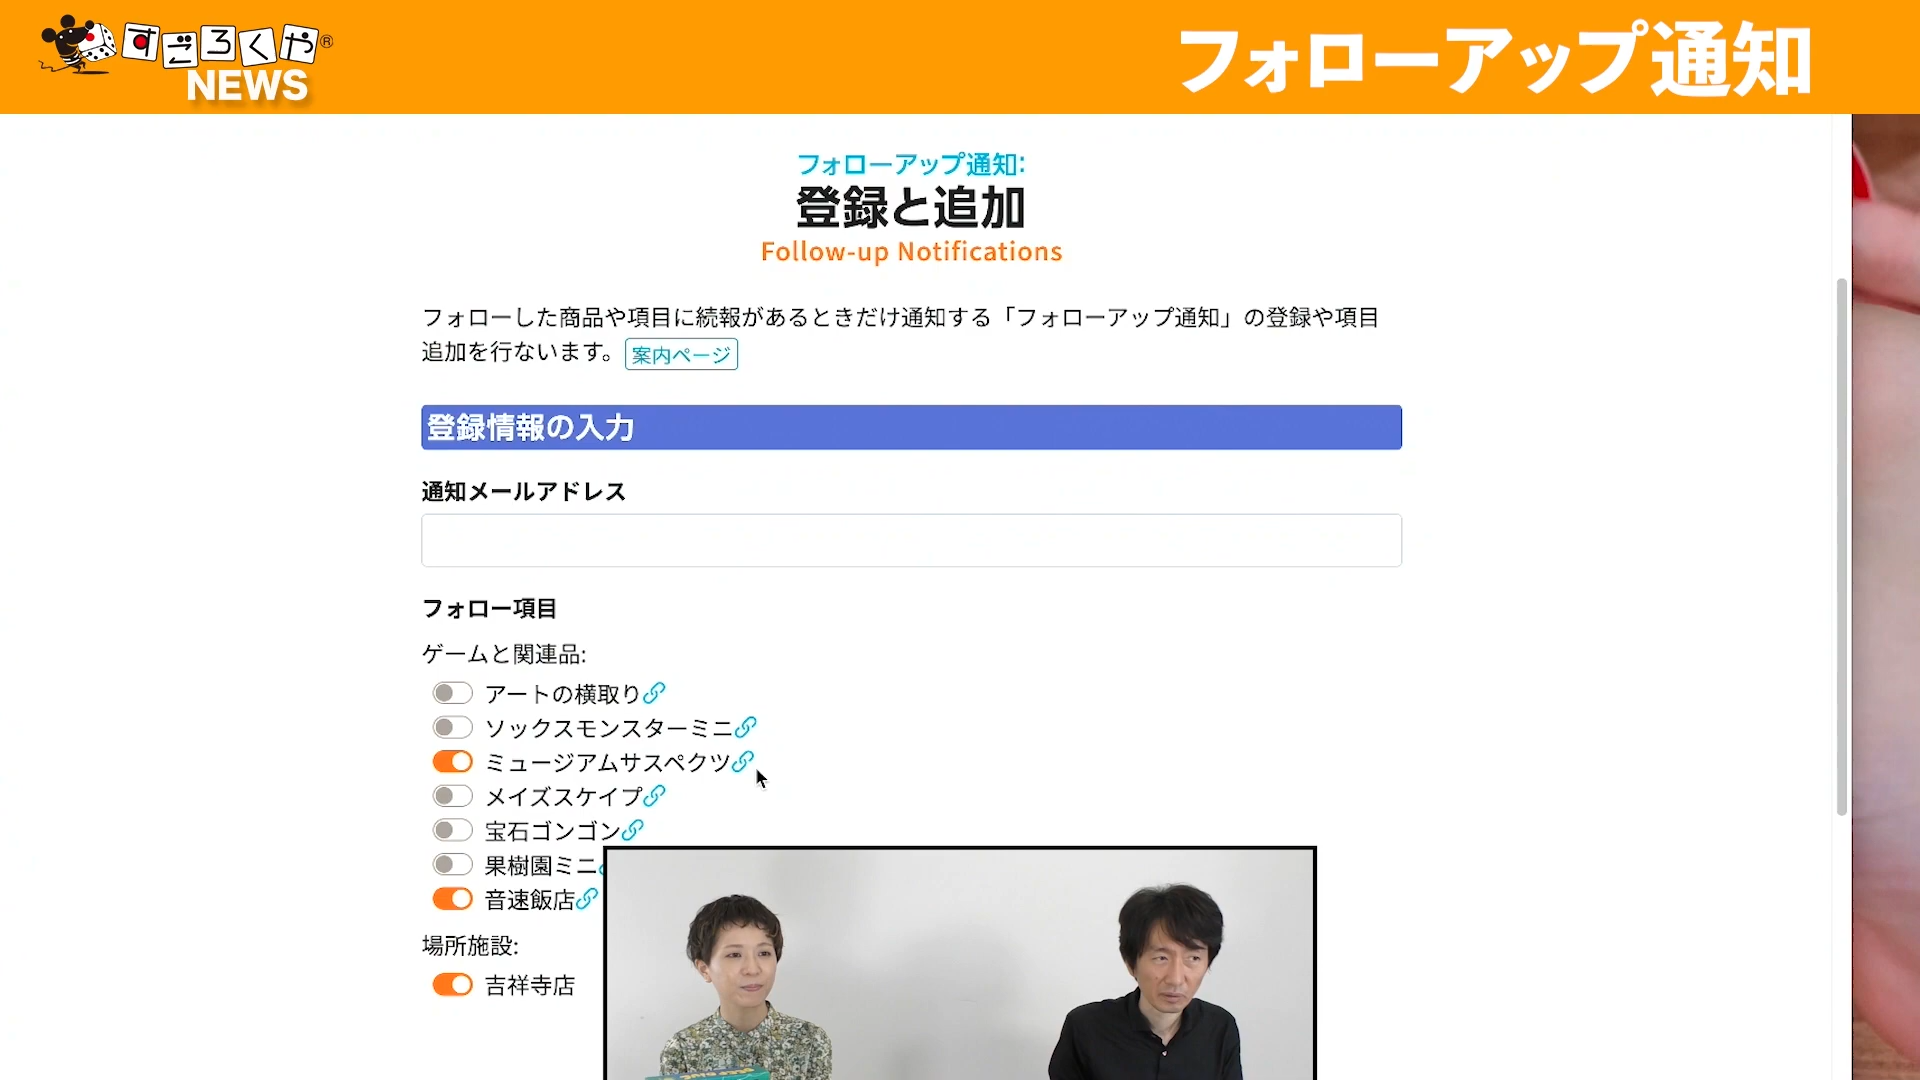 すごろくや®
NEWS
フォローアップ通知
フォローアップ通知:
登録と追加
Follow-up Notifications
フォローした商品や項目に続報があるときだけ通知する「フォローアップ通知」の登録や項目
追加を行ないます。 案内ページ
登録情報の入力
通知メールアドレス
フォロー項目
ゲームと関連品:
アートの横取り
ソックスモンスターミニ
ミュージアムサスペクツ
メイズスケイプ
宝石ゴンゴン
果樹園ミニ
音速飯店
場所施設:
吉祥寺店